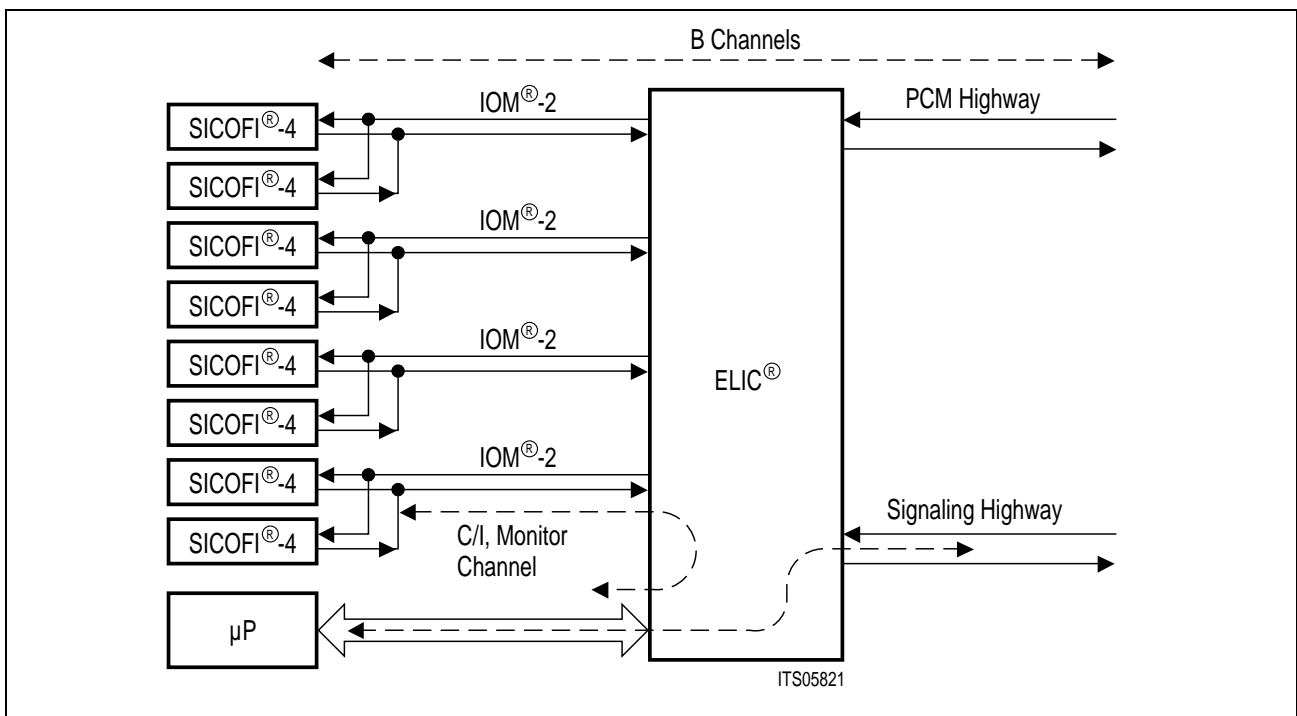 B Channels
IOM®-2
PCM Highway
SICOFI®-4
SICOFI®-4
IOM®-2
SICOFI®-4
SICOFI®-4
IOM®-2
SICOFI®-4
ELIC®
SICOFI®-4
IOM®-2
SICOFI®-4
Signaling Highway
SICOFI®-4
C/I, Monitor
Channel
µP
ITS05821